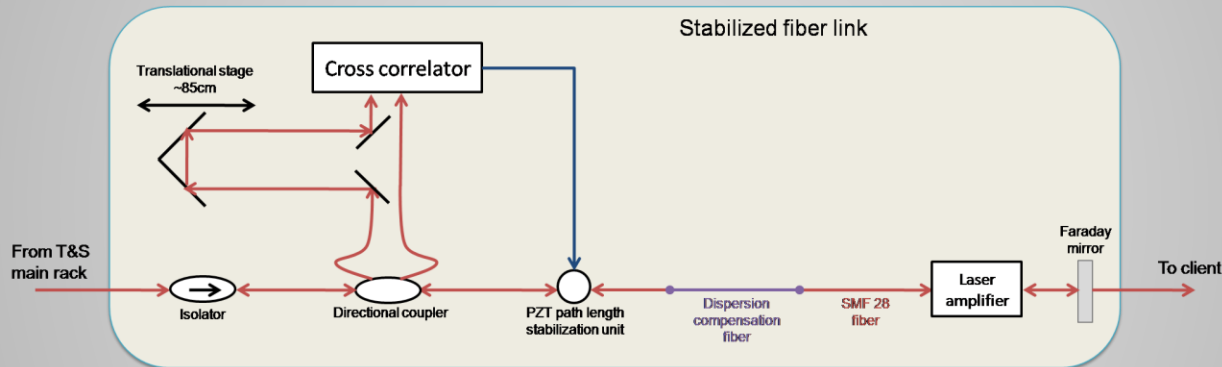 Stabilized fiber link
Translational stage
~85cm
Cross correlator
From T&S
main rack
Isolator
Directional coupler
PZT path length
stabilization unit
Dispersion
compensation
fiber
SMF 28
fiber
Laser
amplifier
Faraday
mirror
To client